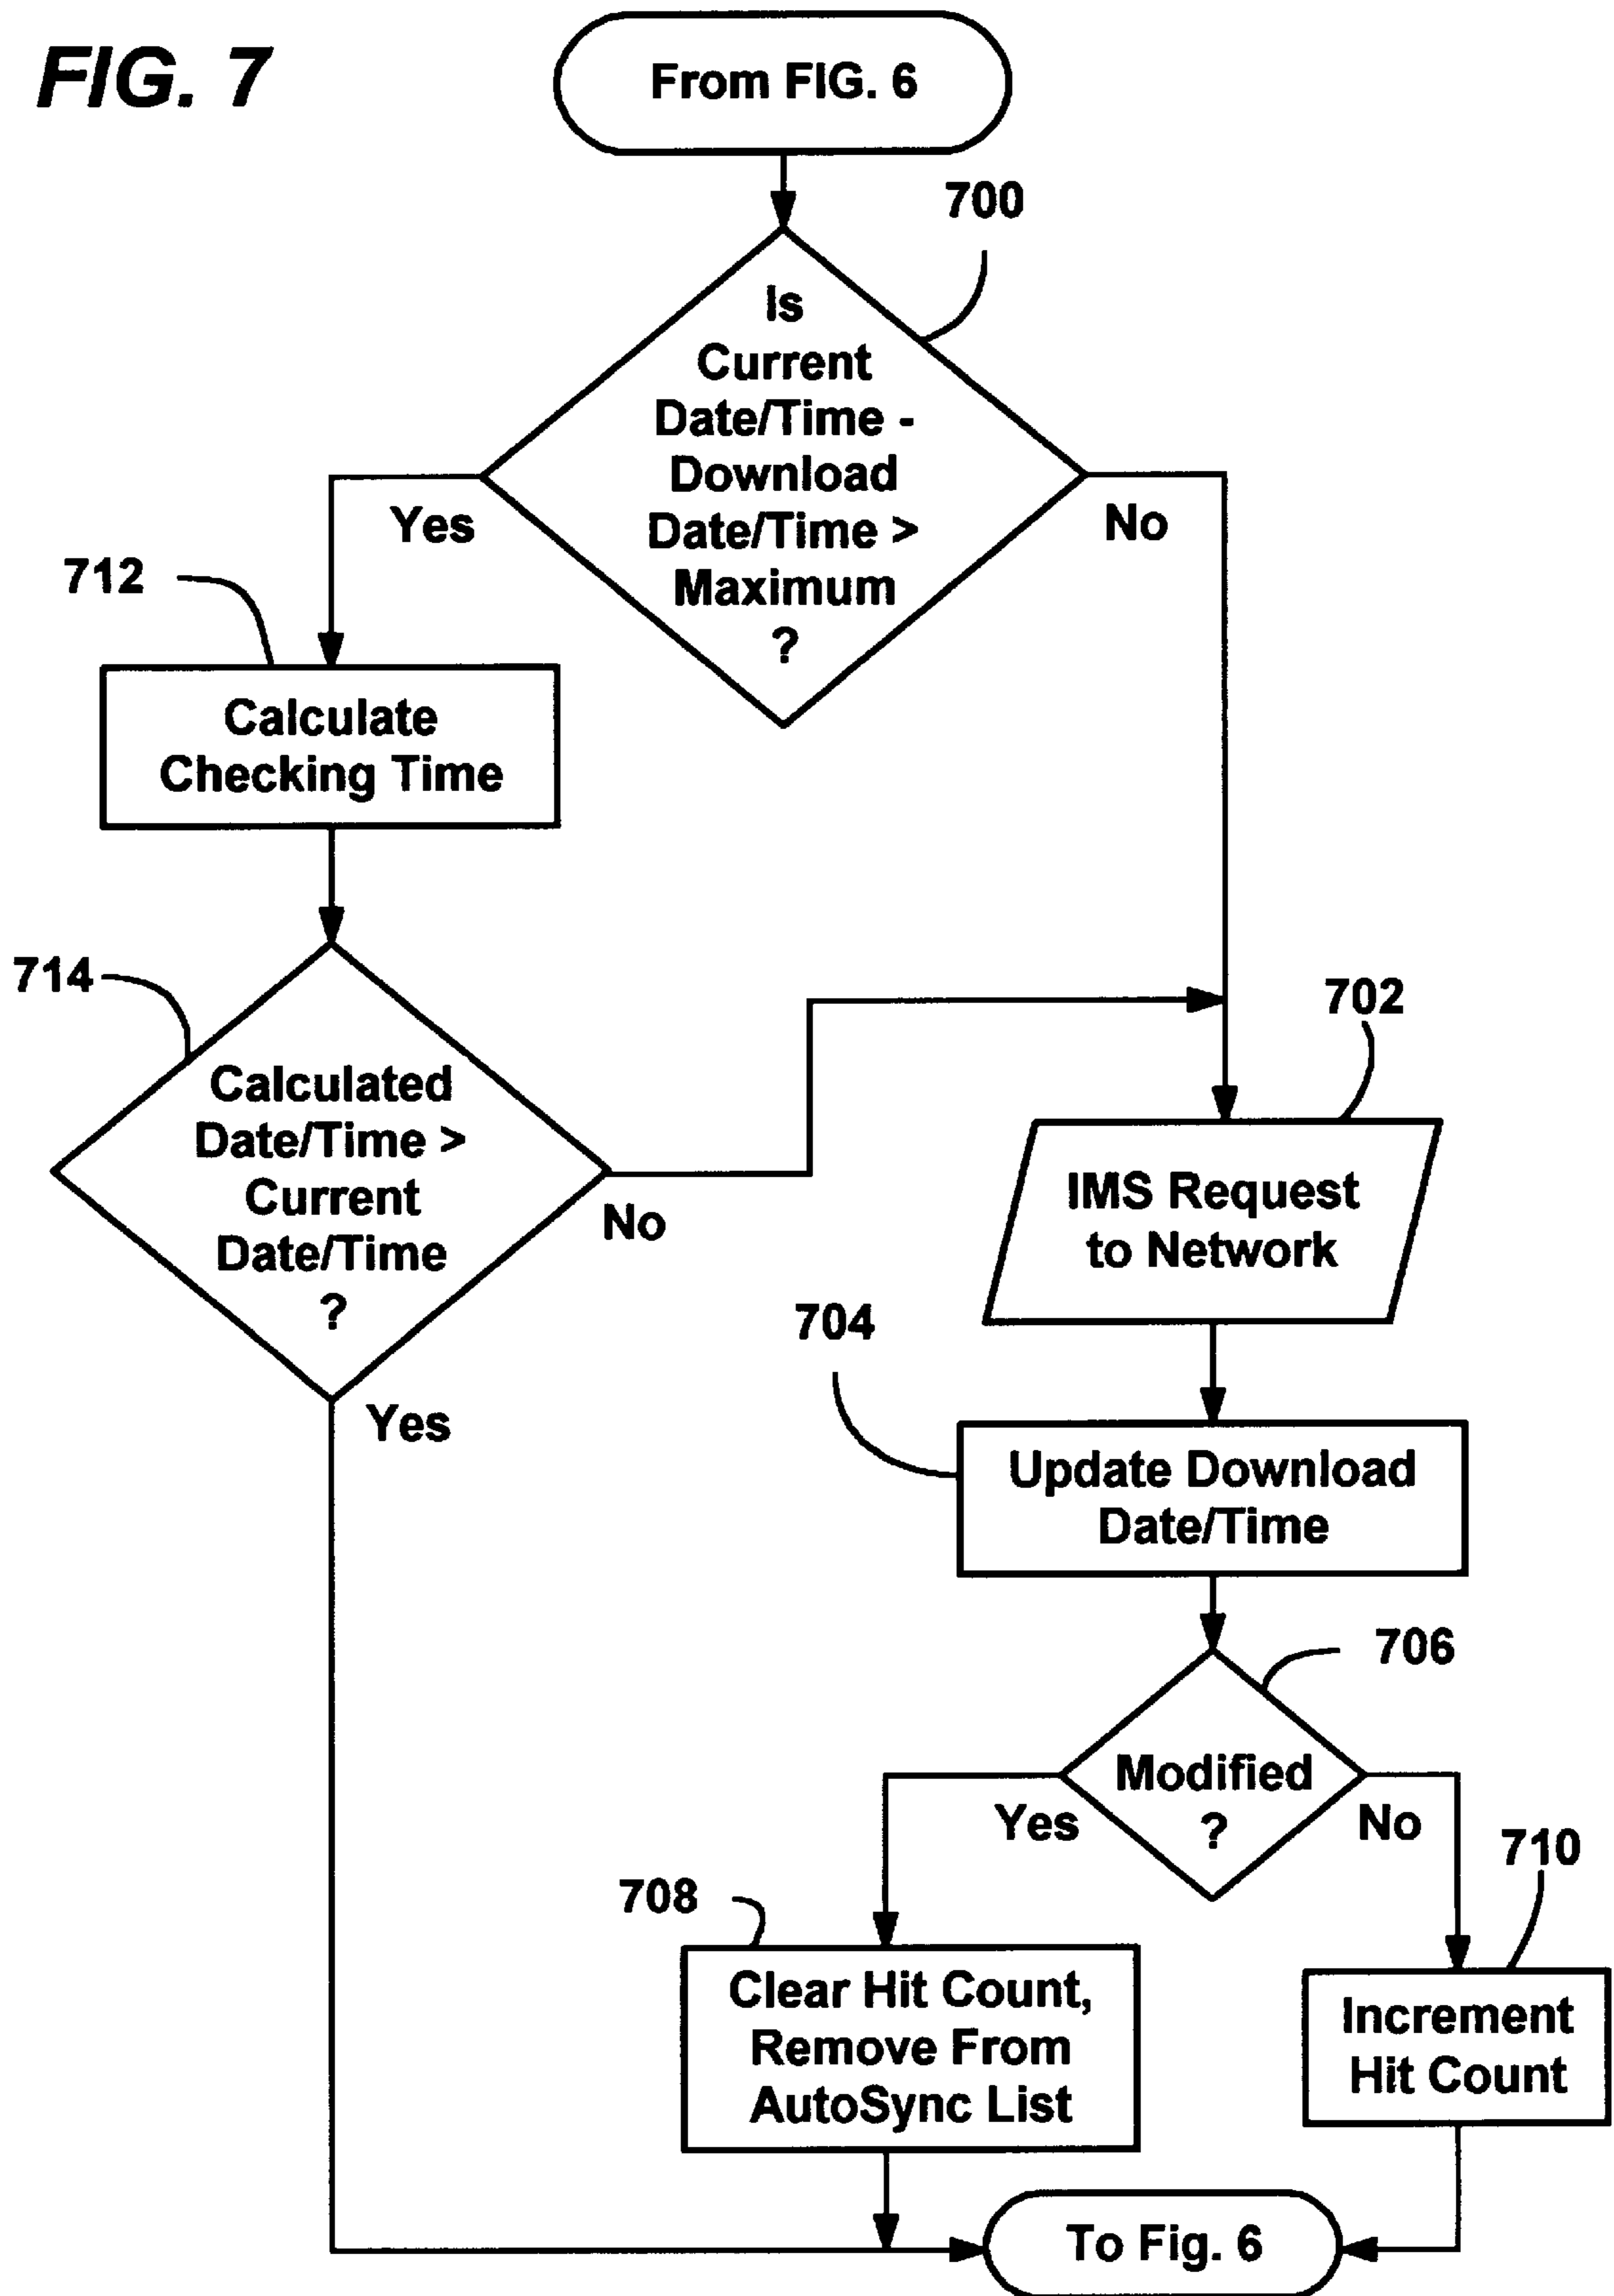 FIG. 7
From FIG. 6
700
Is
Current
Date/Time -
Download
Date/Time >
Maximum
?
Yes
No
712
Calculate
Checking Time
714
Calculated
Date/Time >
Current
Date/Time
?
No
Yes
702
IMS Request
to Network
704
Update Download
Date/Time
706
Modified
?
Yes
No
708
Clear Hit Count,
Remove From
AutoSync List
710
Increment
Hit Count
To Fig. 6